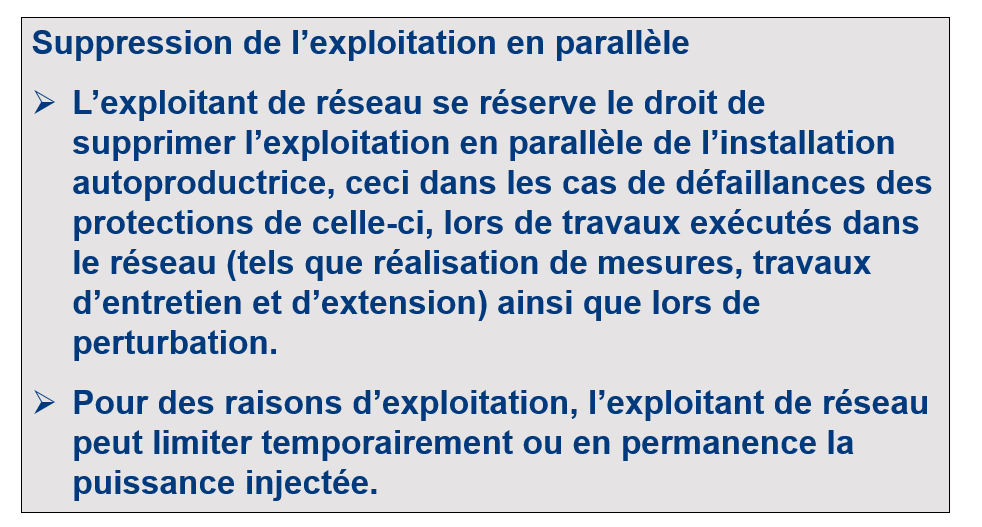 Suppression de l’exploitation en parallèle
➢ L’exploitant de réseau se réserve le droit de
supprimer l’exploitation en parallèle de l’installation
autoproductrice, ceci dans les cas de défaillances des
protections de celle-ci, lors de travaux exécutés dans
le réseau (tels que réalisation de mesures, travaux
d’entretien et d’extension) ainsi que lors de
perturbation.
➢ Pour des raisons d’exploitation, l’exploitant de réseau
peut limiter temporairement ou en permanence la
puissance injectée.